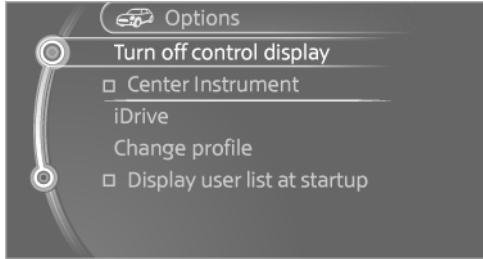 Options
Turn off control display
Center Instrument
iDrive
Change profile
Display user list at startup